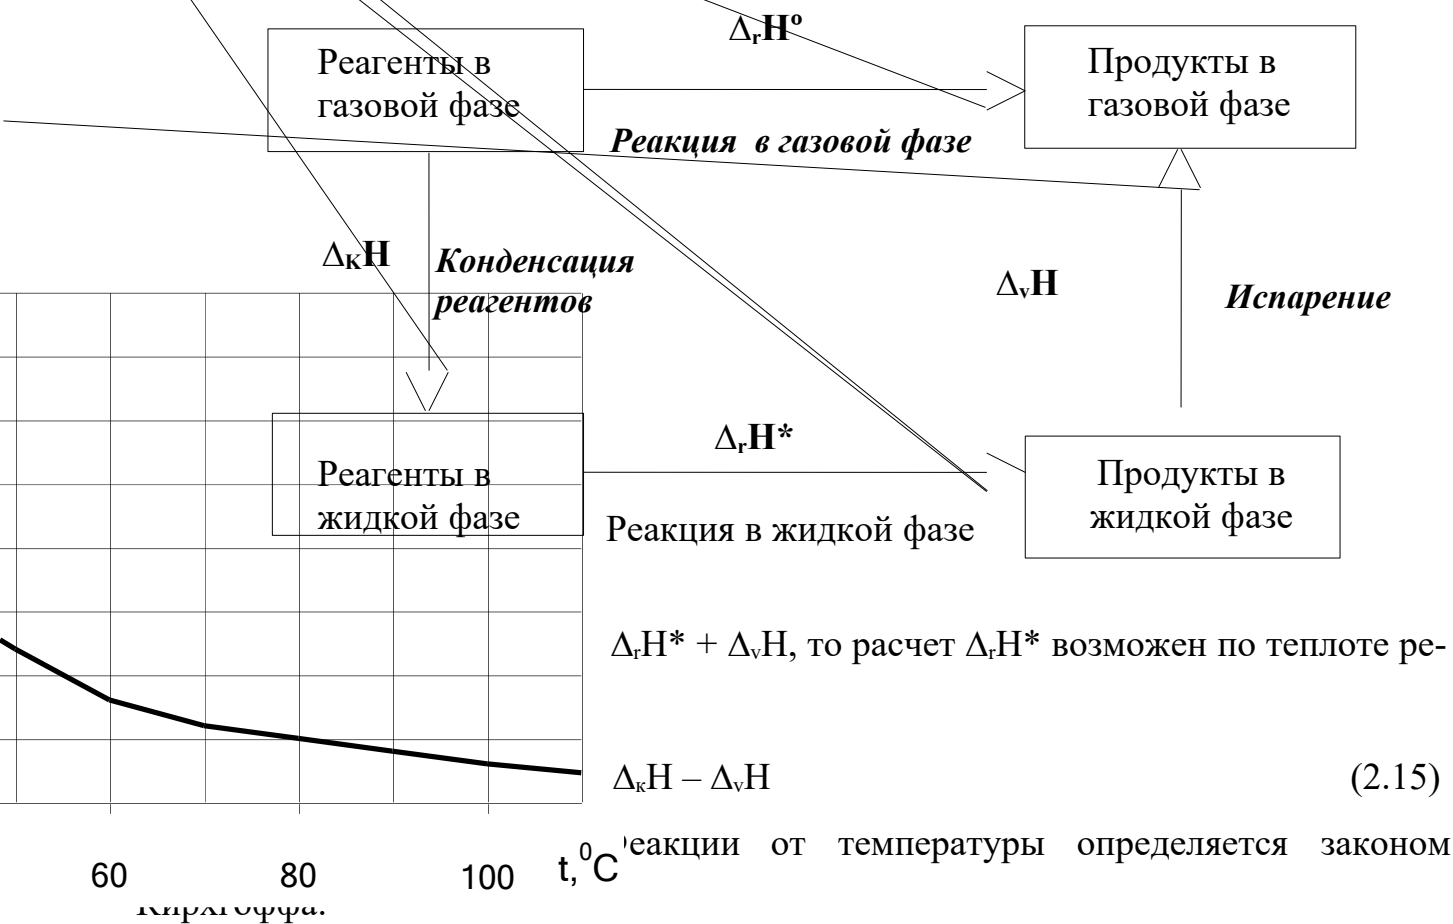 ΔrHº
Реагенты в
газовой фазе
Продукты в
газовой фазе
Реакция в газовой фазе
ΔKH
Конденсация
реагентов
ΔvH
Испарение
ΔrH*
Реагенты в
жидкой фазе
Продукты в
жидкой фазе
Реакция в жидкой фазе
ΔrH* + ΔvH, то расчет ΔrH* возможен по теплоте ре-
ΔкH – ΔvH (2.15)
еакции от температуры определяется законом
60 80 100 t,⁰C
Кирхгоффа.